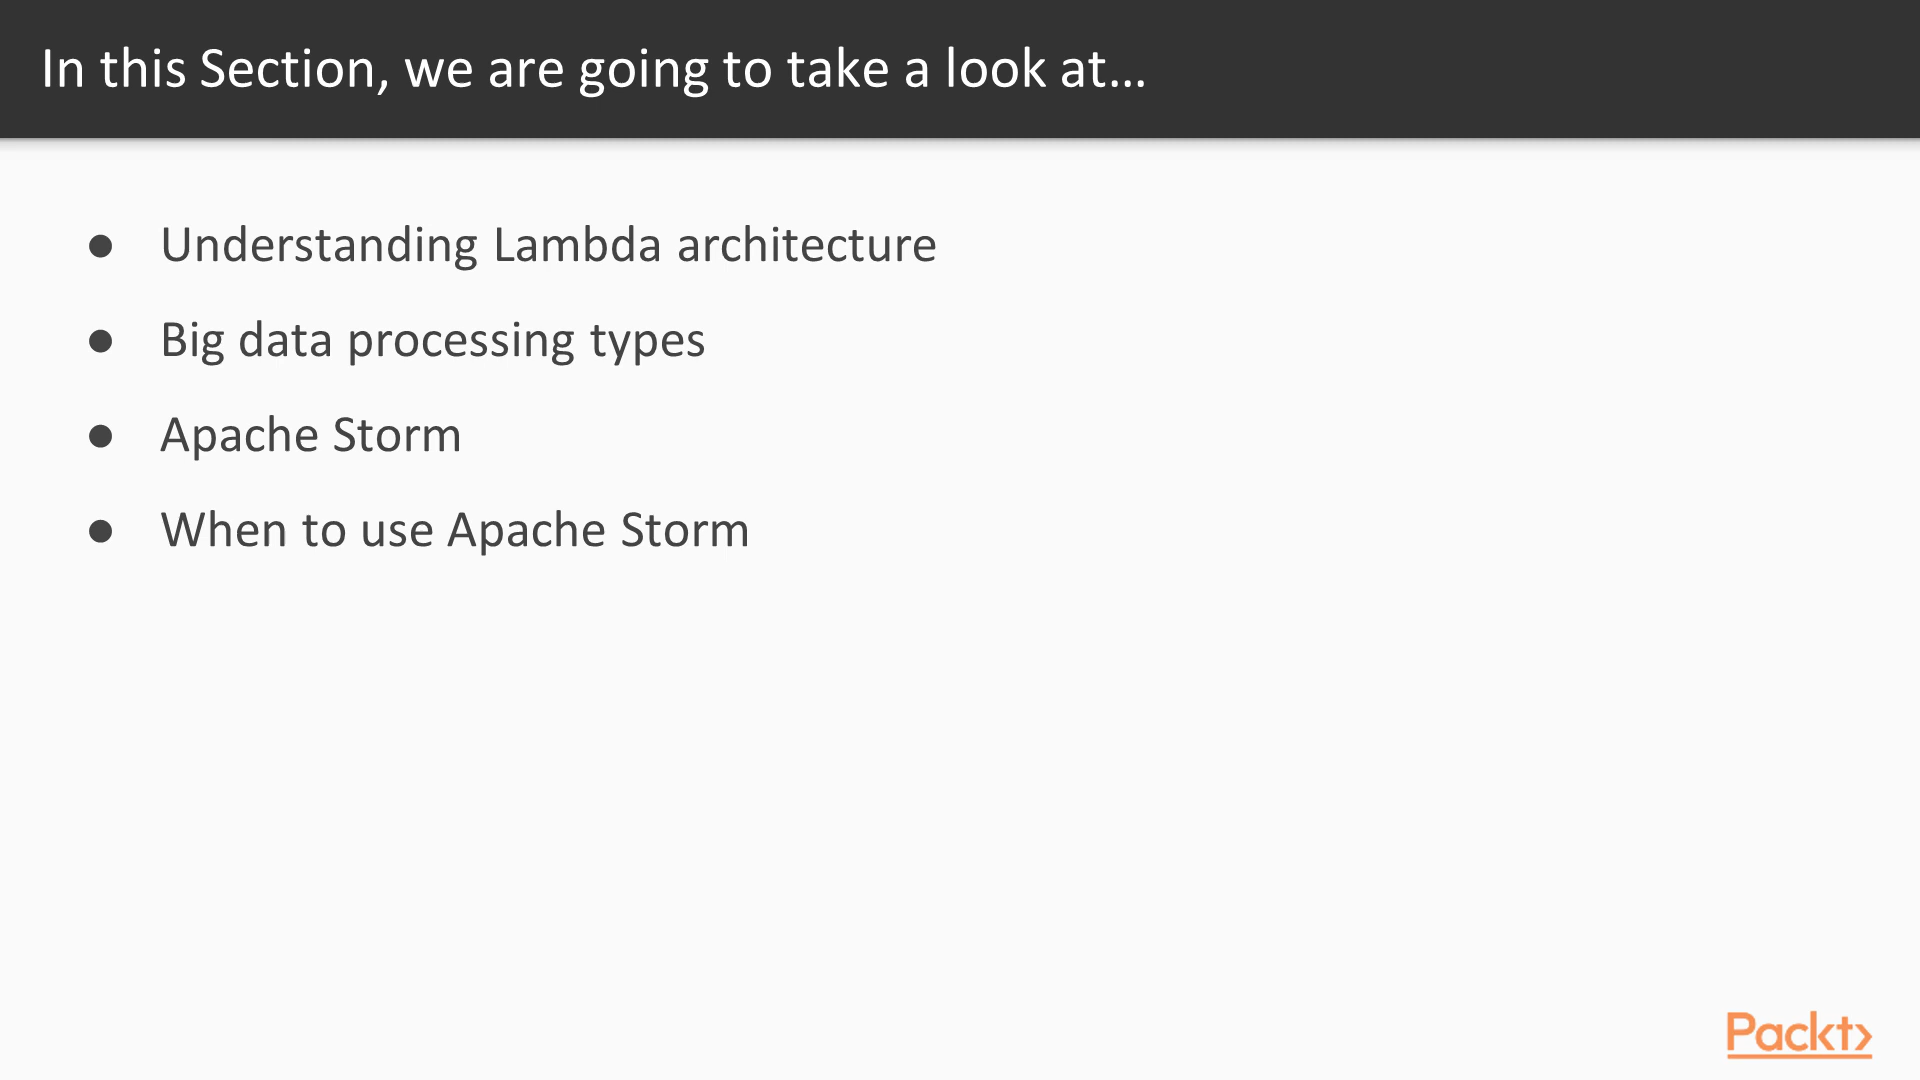 In this Section, we are going to take a look at...
● Understanding Lambda architecture
● Big data processing types
● Apache Storm
● When to use Apache Storm
Packt>